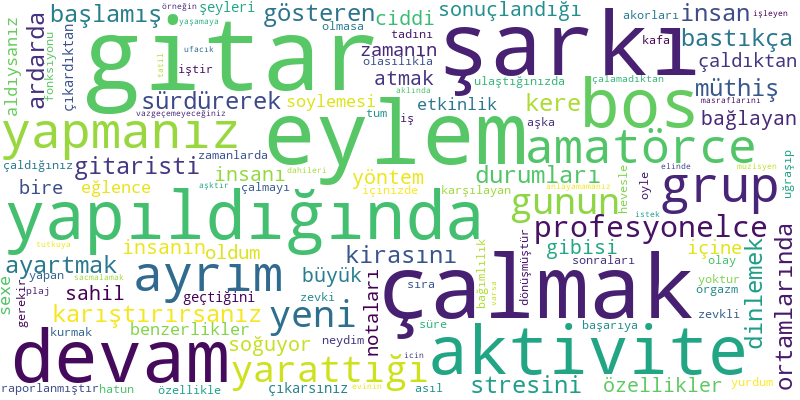 başlamış
örneğin
yaşamaya
şeyleri
gösteren
ciddi
sonuçlandığı
akorları
insan
işleyen
ufacık
olmasa
tadını
kafa
bastıkça
aldıysanız
fonksiyonu
ardarda
çıkardıktan
gitar
şarkı
tatil
iştir
zamanın
olasılıkla
ulaştığınızda
çaldıktan
sürdürerek
soylemesi
atmak
aklında
çalamadıktan
müthiş
vazgeçemeyeceğiniz
etkinlik
kere
bos
masraflarını
yapmanız
eylem
tum
iş
aşka
amatörce
bağlayan
çaldığınız
gitaristi
zamanlarda
insanı
dahileri
yöntem
durumları
hevesle
elinde
müzisyen
bire
eğlence
aşktır
çalmayı
içinizde
karşılayan
oyle
istek
anlayamamanız
grup
uğraşıp
yapıldığında
gunun
profesyonelce
tutkuya
insanın
oldum
kirasını
gibisi
içine
sexe
yapan
ayartmak
saçmalamak
büyük
bağımlılık
dönüşmüştür
sonraları
yoktur
olay
dinlemek
ortamlarında
gerekir
plaj
sahil
geçtiğini
ayrım
zevki
notaları
sıra
çalmak
varsa
orgazm
karıştırırsanız
yeni
süre
başarıya
zevkli
kurmak
benzerlikler
soğuyor
neydim
devam
aktivite
raporlanmıştır
hatun
özellikle
yarattığı
çıkarsınız
icin
evinin
asıl
stresini
özellikler
yurdum